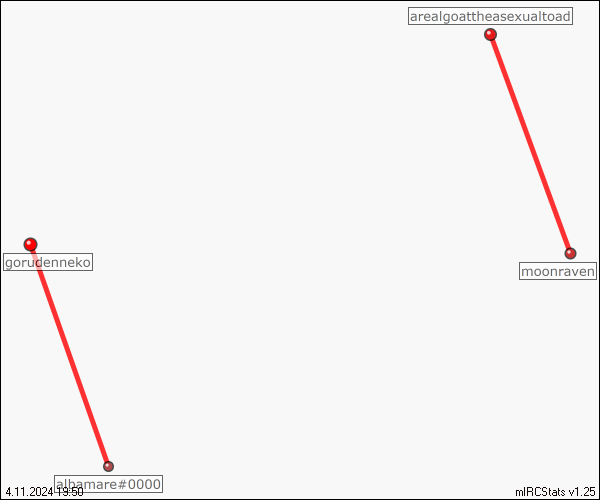 arealgoattheasexualtoad
gorudenneko
moonraven
albamare#0000
4.11.2024 19:50
mIRCStats v1.25